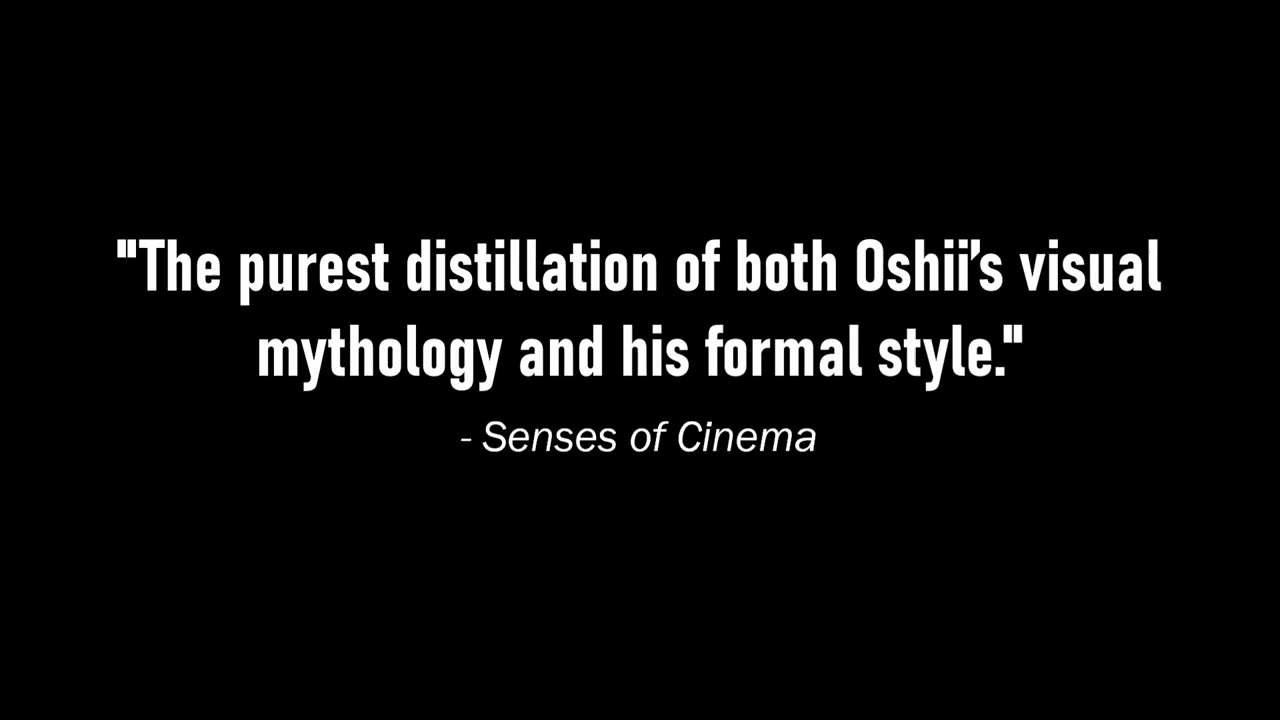 "The purest distillation of both Oshii’s visual
mythology and his formal style."
- Senses of Cinema